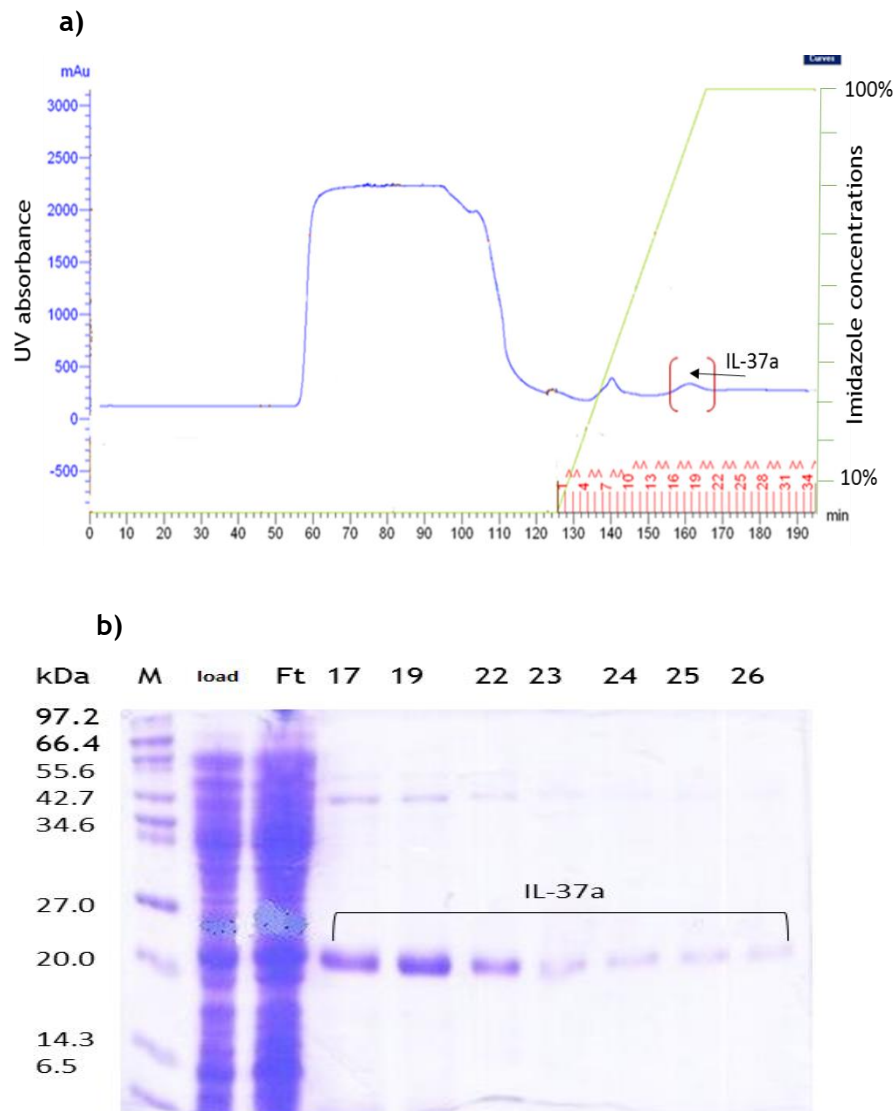 a)
Curves
mAu
3000
2500
2000
1500
1000
500
0
-500
UV absorbance
100%
10%
Imidazole concentrations
IL-37a
1 4 7 10 13 16 19 22 25 28 31 34
0 10 20 30 40 50 60 70 80 90 100 110 120 130 140 150 160 170 180 190 min
b)
kDa M load Ft 17 19 22 23 24 25 26
97.2
66.4
55.6
42.7
34.6
27.0
IL-37a
20.0
14.3
6.5